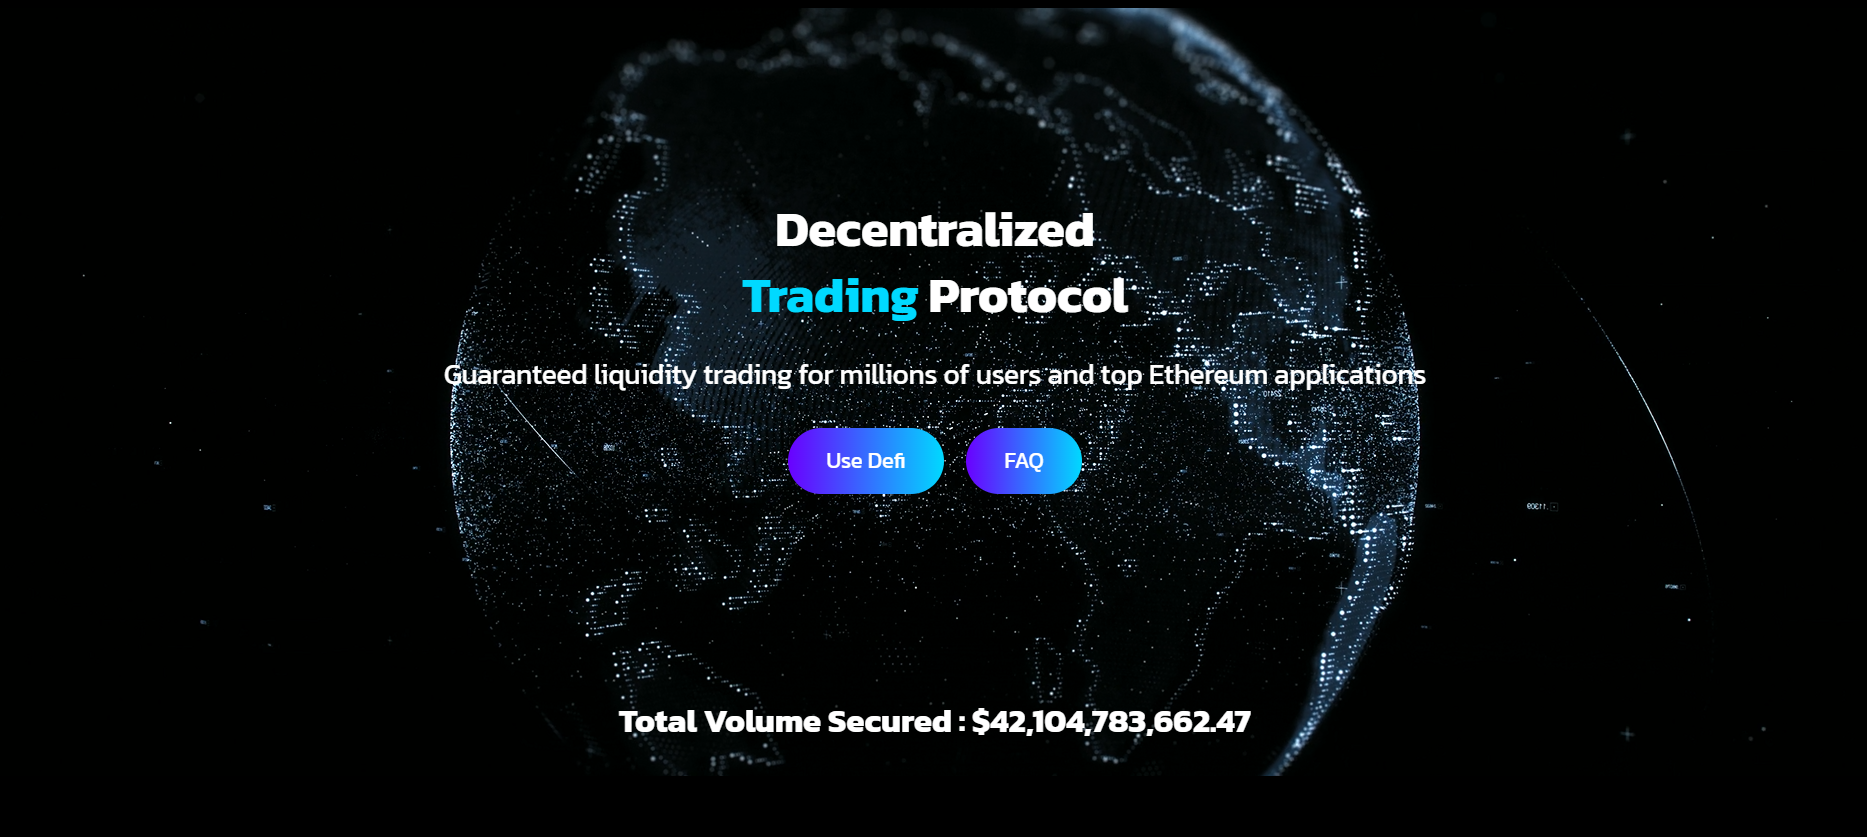 Decentralized
Trading Protocol
Guaranteed liquidity trading for millions of users and top Ethereum applications
Use Defi
FAQ
Total Volume Secured : $42,104,783,662.47